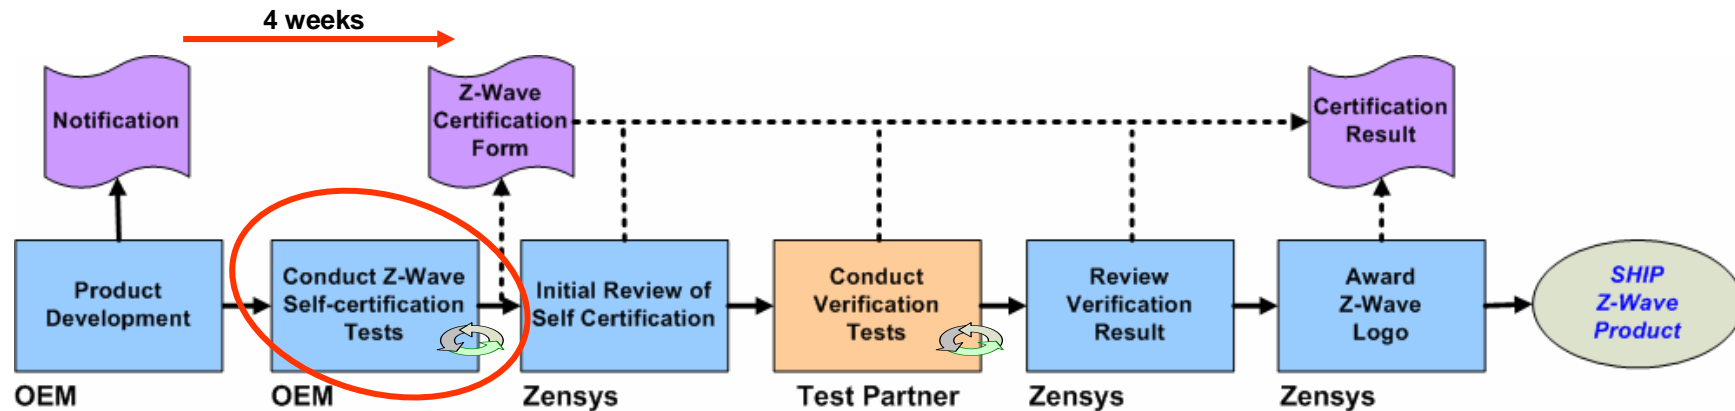 4 weeks
Notification
Z-Wave
Certification
Form
Certification
Result
Product
Development
Conduct Z-Wave
Self-certification
Tests
Initial Review of
Self Certification
Conduct
Verification
Tests
Review
Verification
Result
Award
Z-Wave
Logo
SHIP
Z-Wave
Product
OEM
OEM
Zensys
Test Partner
Zensys
Zensys